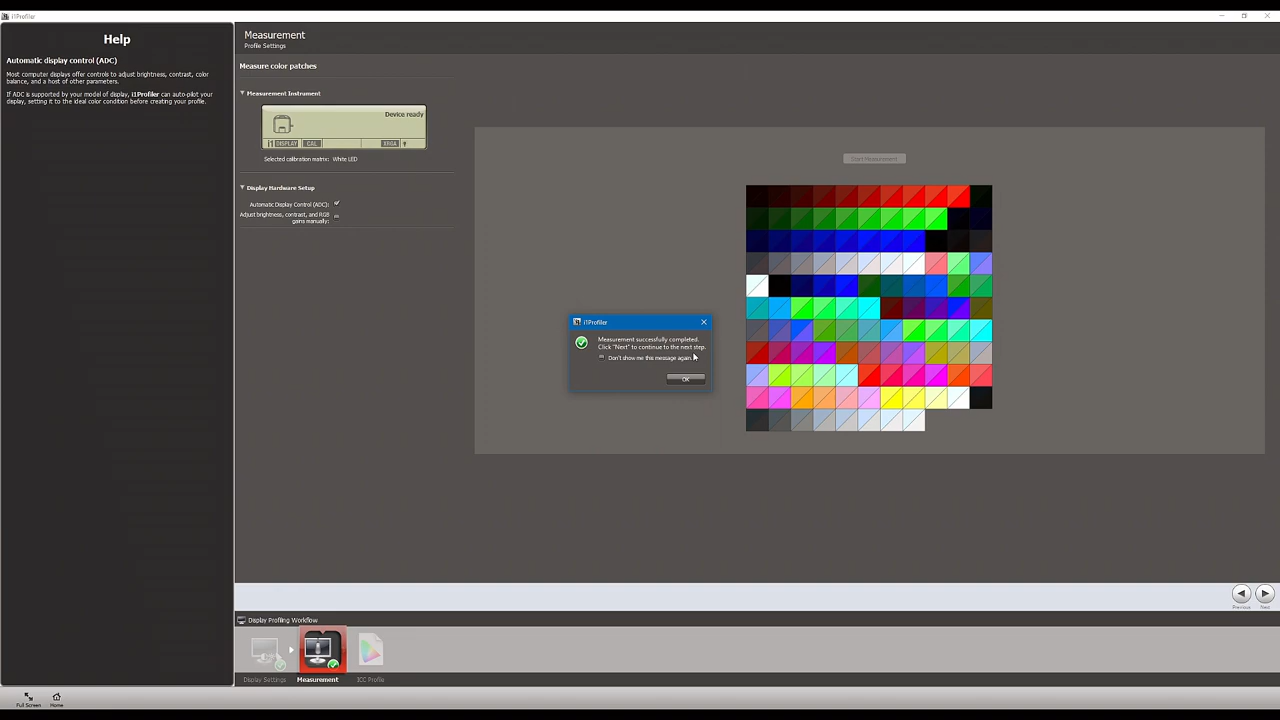 i1Profiler
Help
Automatic display control (ADC)
Most computer displays offer controls to adjust brightness, contrast, color
balance, and a host of other parameters.
If ADC is supported by your model of display, i1Profiler can auto-pilot your
display, setting it to the ideal color condition before creating your profile.
Measurement
Profile Settings
Measure color patches
Measurement Instrument
Device ready
i1 DISPLAY CAL XRGA
Selected calibration matrix: White LED
Display Hardware Setup
Automatic Display Control (ADC):
Adjust brightness, contrast, and RGB
gains manually:
Start Measurement
i1Profiler
Measurement successfully completed.
Click "Next" to continue to the next step.
Don't show me this message again.
OK
Previous
Next
Display Profiling Workflow
Display Settings
Measurement
ICC Profile
Full Screen
Home